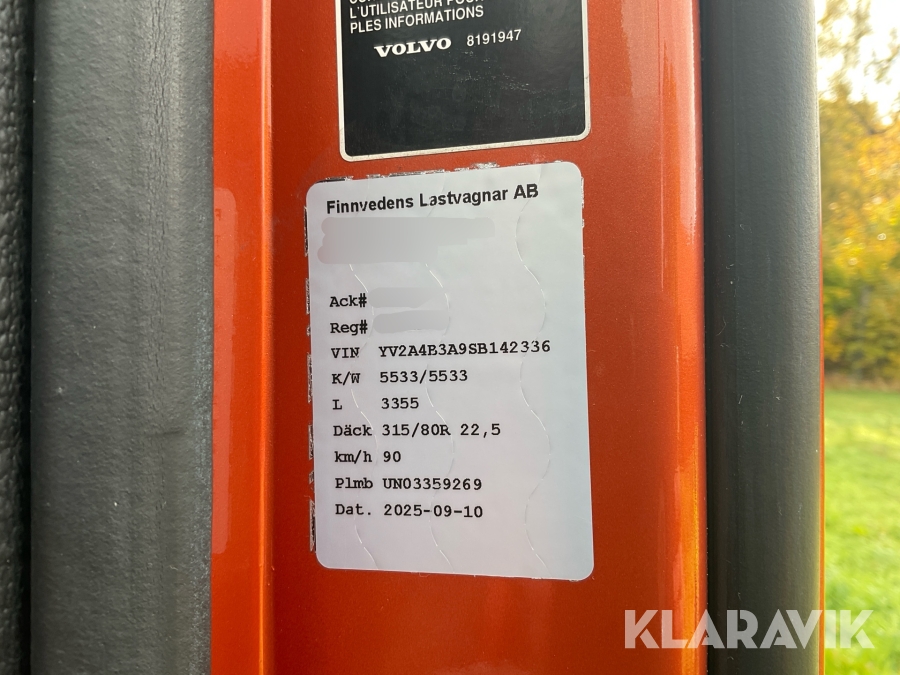 L'UTILISATEUR POUR
PLES INFORMATIONS
VOLVO 8191947
Finnvedens Lastvagnar AB
Ack#
Reg#
VIN YV2A4B3A9SB142336
K/W 5533/5533
L 3355
Däck 315/80R 22,5
km/h 90
Plmb UN03359269
Dat. 2025-09-10
KLARAVIK